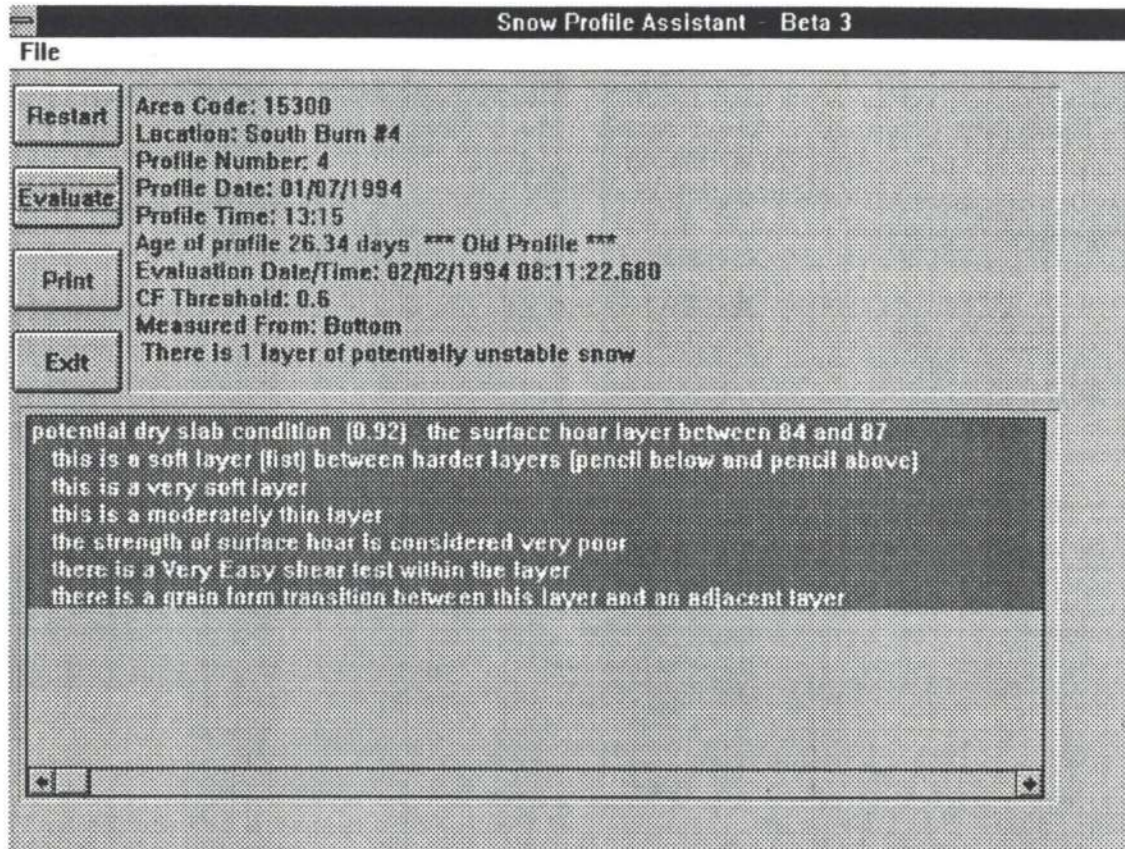 Snow Profile Assistant - Beta 3
File
Restart
Evaluate
Print
Exit
Area Code: 15300
Location: South Burn #4
Profile Number: 4
Profile Date: 01/07/1994
Profile Time: 13:15
Age of profile 26.34 days *** Old Profile ***
Evaluation Date/Time: 02/02/1994 08:11:22.680
CF Threshold: 0.6
Measured From: Bottom
There is 1 layer of potentially unstable snow
potential dry slab condition (0.92) the surface hoar layer between 84 and 87
this is a soft layer (fist) between harder layers (pencil below and pencil above)
this is a very soft layer
this is a moderately thin layer
the strength of surface hoar is considered very poor
there is a Very Easy shear test within the layer
there is a grain form transition between this layer and an adjacent layer